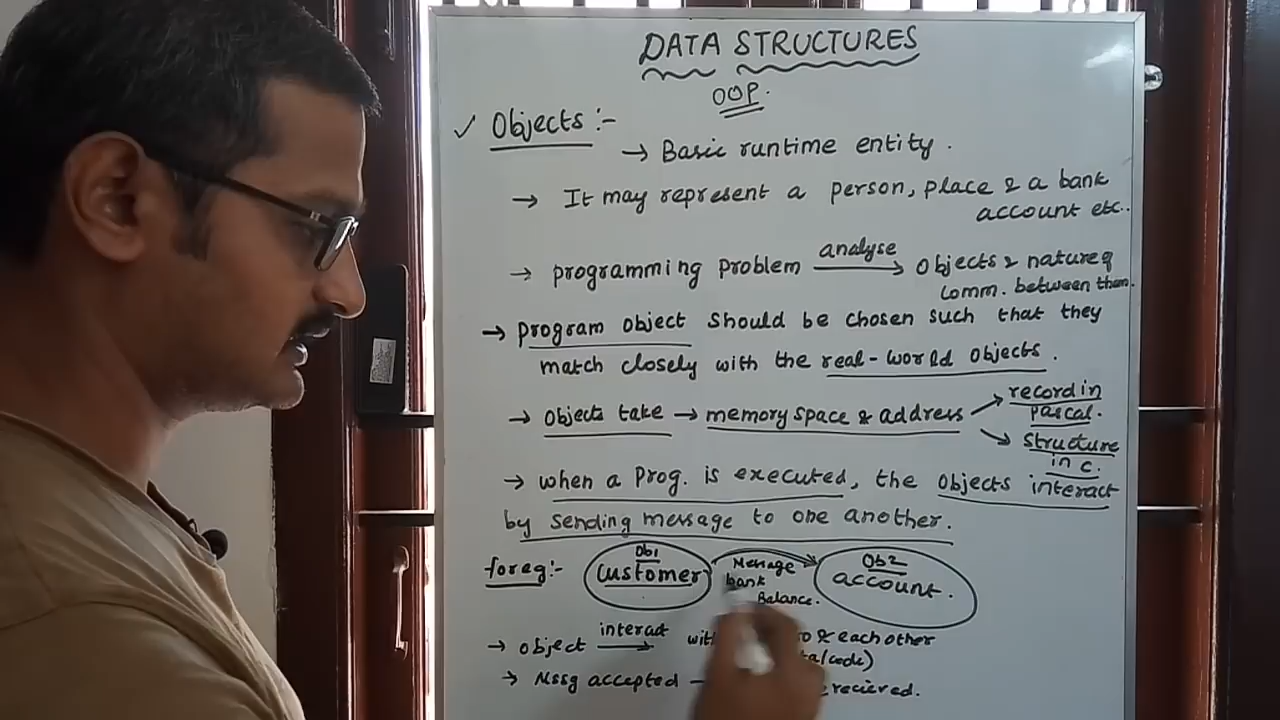 DATA STRUCTURES
OOP.
✓ Objects :-
→ Basic runtime entity.
→ It may represent a person, place & a bank
account etc..
→ programming problem analyse → Objects & nature of
Comm. between them.
→ program object should be chosen such that they
match closely with the real-world objects.
→ Objects take → memory space & address → record in
pascal.
→ structure
in c.
→ when a Prog. is executed, the objects interact
by sending message to one another.
for eg:- Ob1
customer
Message
bank
Balance.
Ob2
account.
→ object interact → & each other
code)
→ Mssg accepted → recieved.